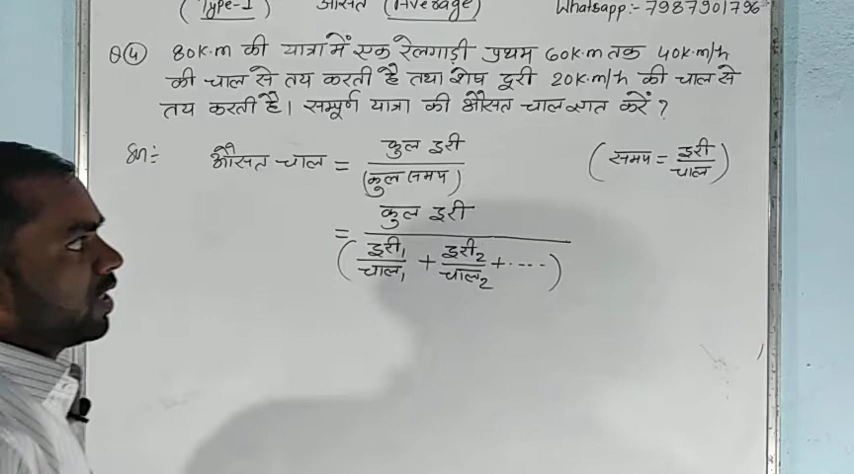 (Type-I) औसत (Average) Whatsapp:- 7987901796
Q④ 80k.m की यात्रा में एक रेलगाड़ी प्रथम 60k.m तक 40k.m/h
की चाल से तय करती है तथा शेष दूरी 20k.m/h की चाल से
तय करती है। सम्पूर्ण यात्रा की औसत चाल ज्ञात करें ?
Sn:- औसत चाल = कुल दूरी / (कुल समय) (समय = दूरी / चाल)
= कुल दूरी / (दूरी₁ / चाल₁ + दूरी₂ / चाल₂ + ----)